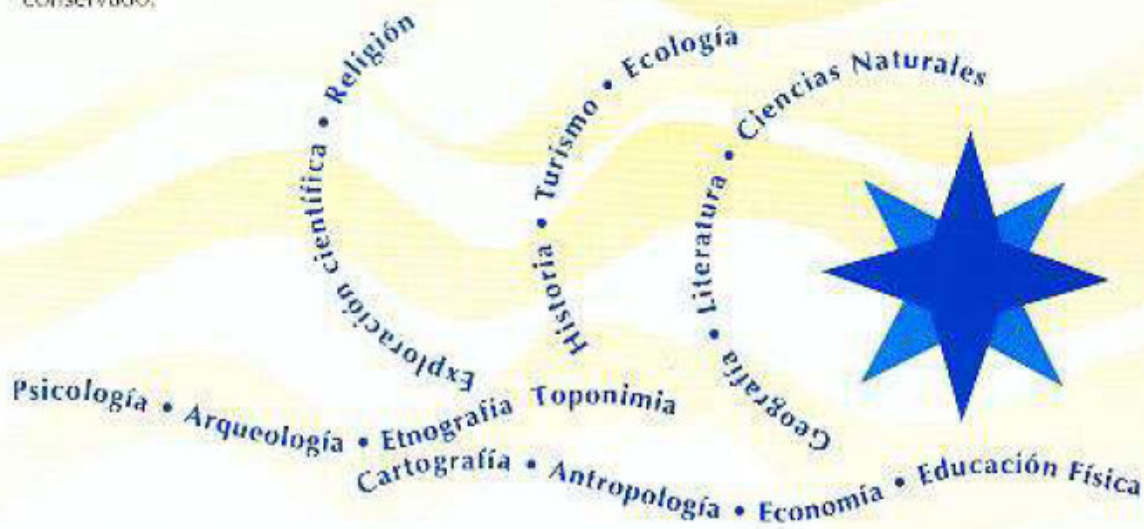 conservado.
Exploración científica • Religión
Historia • Turismo • Ecología
Geografía • Literatura • Ciencias Naturales
Psicología • Arqueología • Etnografía Toponimia
Cartografía • Antropología • Economía • Educación Física